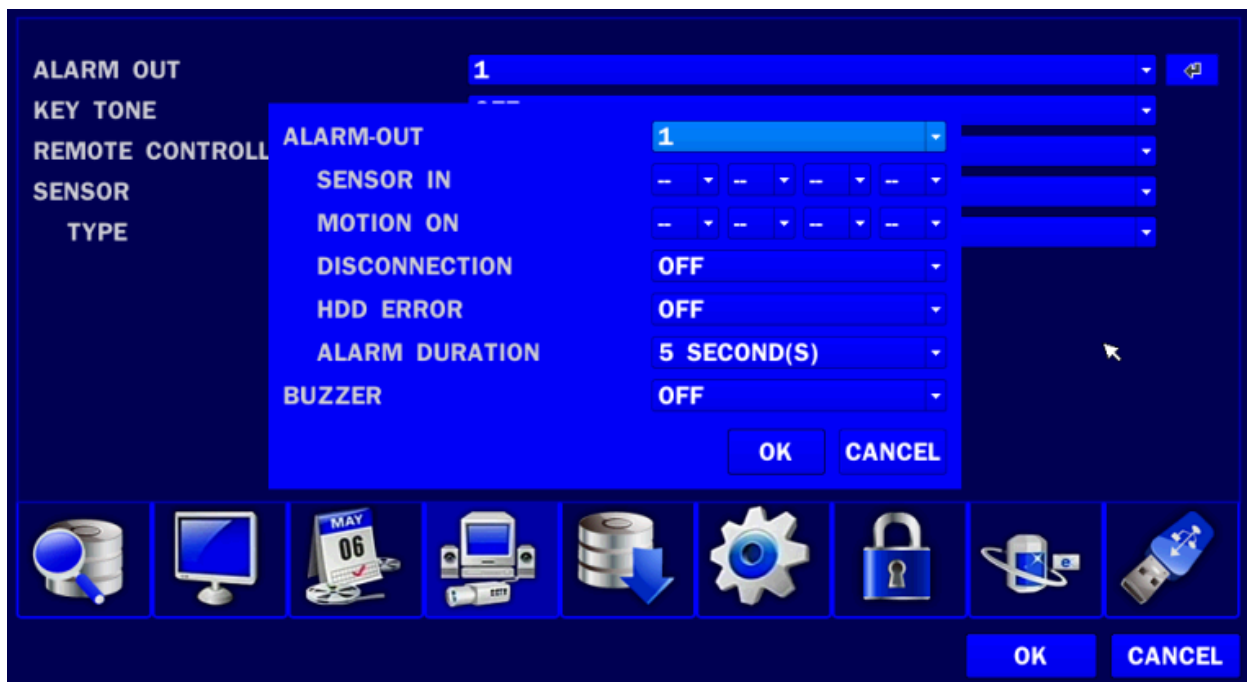 ALARM OUT 1
KEY TONE
REMOTE CONTROLL
SENSOR
TYPE
ALARM-OUT 1
SENSOR IN -- -- -- --
MOTION ON -- -- -- --
DISCONNECTION OFF
HDD ERROR OFF
ALARM DURATION 5 SECOND(S)
BUZZER OFF
OK CANCEL
MAY
06
CCTV
e
OK CANCEL